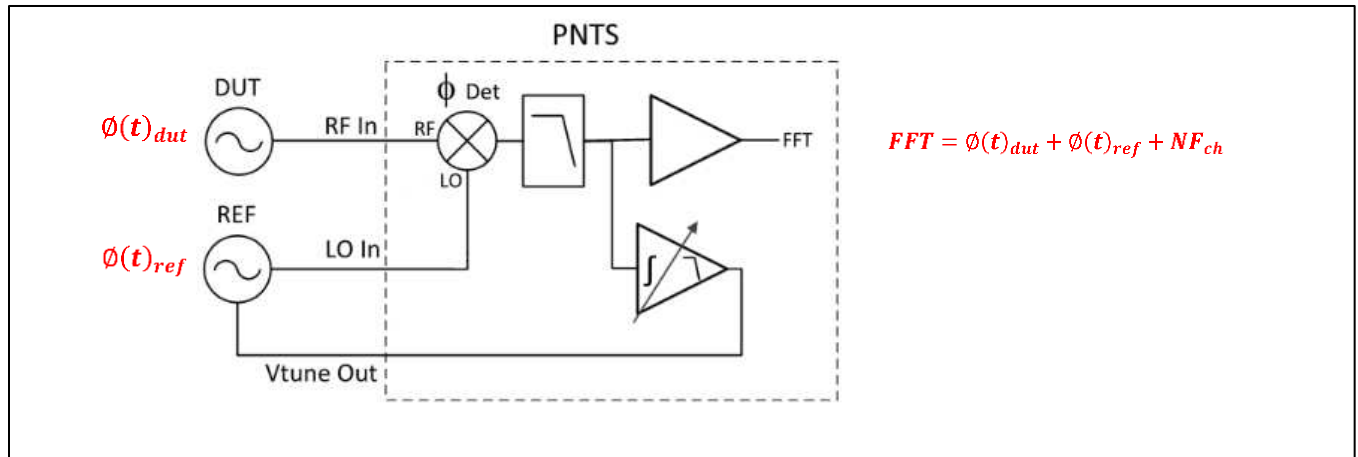 PNTS
DUT
ϕ Det
∅(t)dut
RF In
RF
FFT
FFT = ∅(t)dut + ∅(t)ref + NFch
LO
REF
LO In
∅(t)ref
∫
Vtune Out